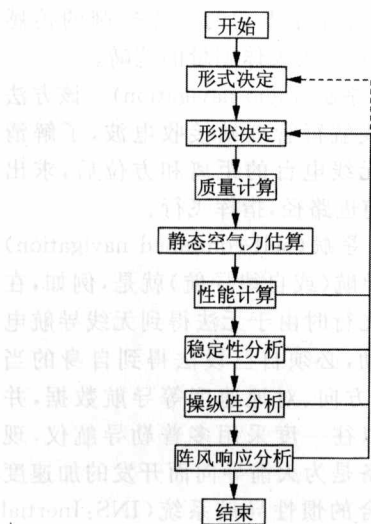 开始
形式决定
形状决定
质量计算
静态空气力估算
性能计算
稳定性分析
操纵性分析
阵风响应分析
结束